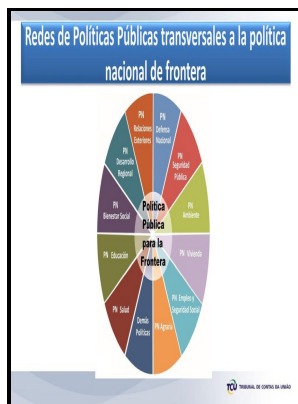 Redes de Políticas Públicas transversales a la política
nacional de frontera
PN
Relaciones
Exteriores
PN
Defensa
Nacional
PN
Seguridad
Pública
PN
Ambiente
PN Vivienda
PN Empleo y
Seguridad Social
PN Agraria
Demás
Políticas
PN Salud
PN Educación
PN
Bienestar Social
PN
Desarrollo
Regional
Política
Pública
para la
Frontera
TCU TRIBUNAL DE CONTAS DA UNIÃO